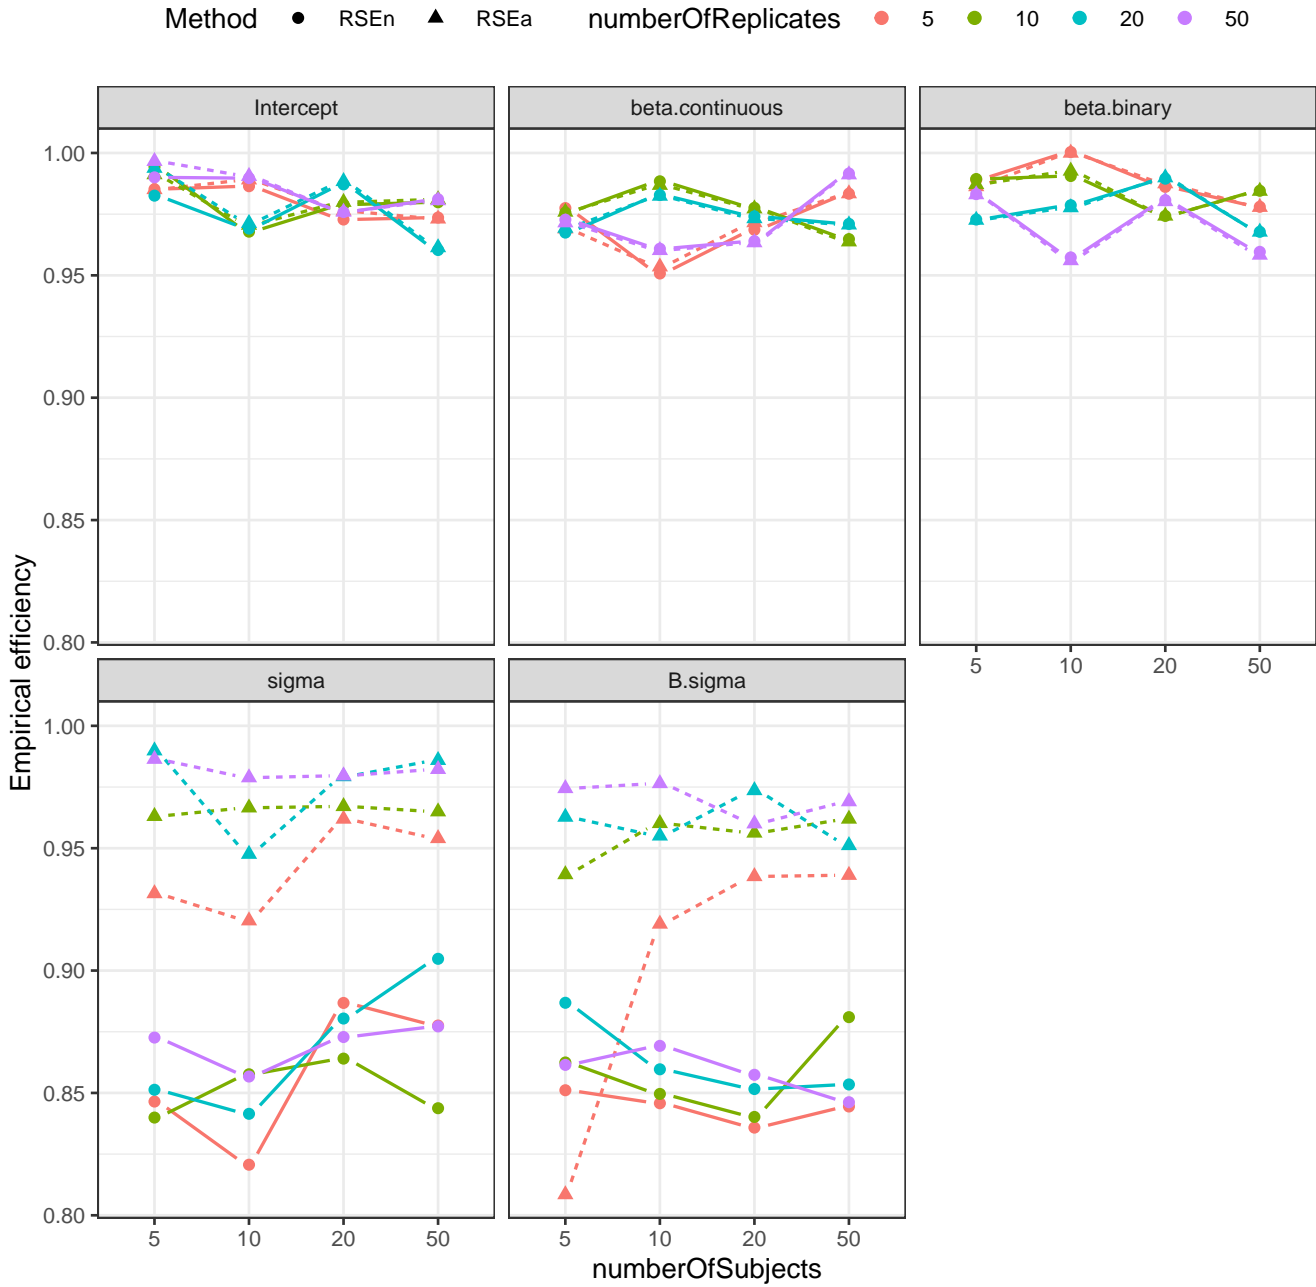 Method RSEn RSEa numberOfReplicates 5 10 20 50
Intercept beta.continuous beta.binary
1.00
0.95
0.90
0.85
0.80
5 10 20 50
Empirical efficiency
sigma B.sigma
1.00
0.95
0.90
0.85
0.80
5 10 20 50 5 10 20 50
numberOfSubjects